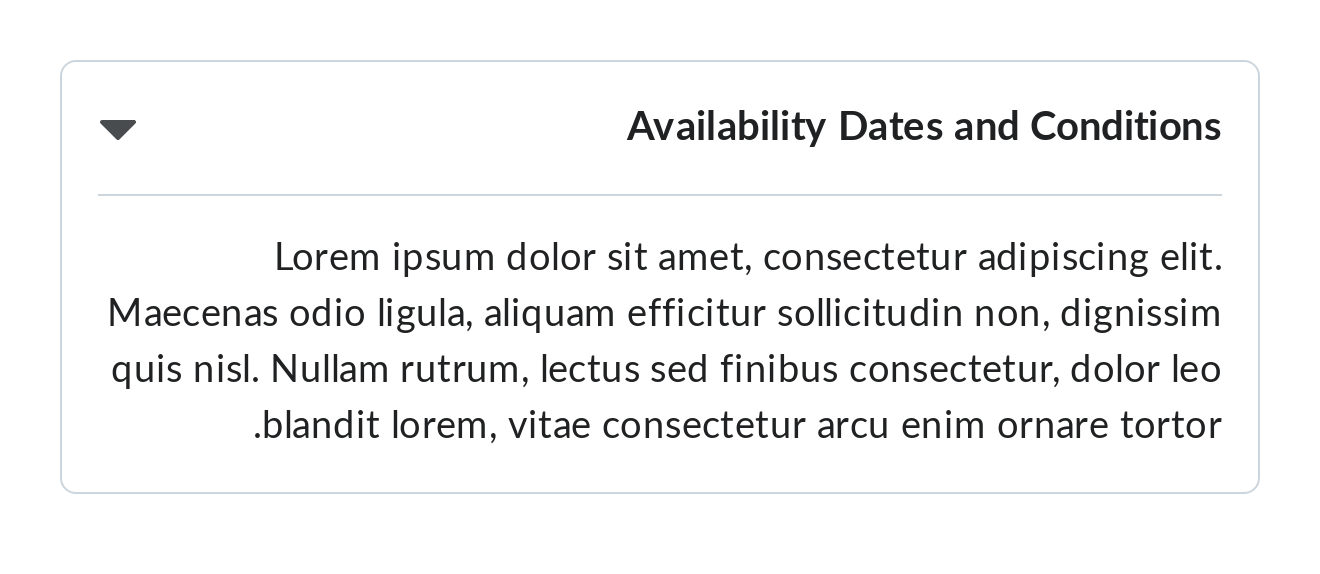 Availability Dates and Conditions
Lorem ipsum dolor sit amet, consectetur adipiscing elit.
Maecenas odio ligula, aliquam efficitur sollicitudin non, dignissim
quis nisl. Nullam rutrum, lectus sed finibus consectetur, dolor leo
.blandit lorem, vitae consectetur arcu enim ornare tortor